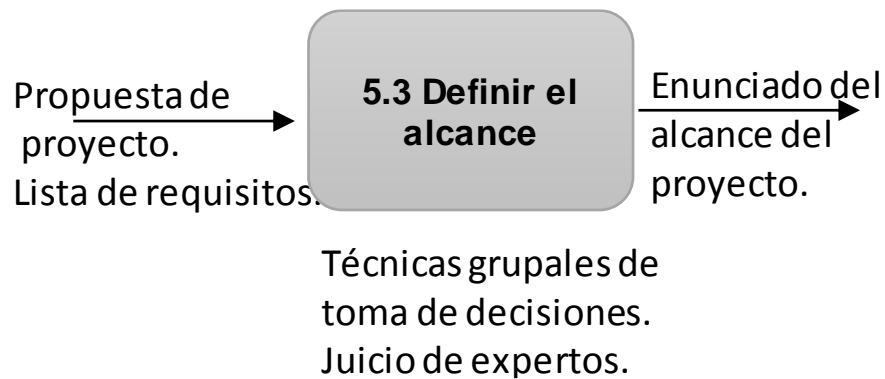 Propuesta de
proyecto.
Lista de requisitos.
5.3 Definir el
alcance
Enunciado del
alcance del
proyecto.
Técnicas grupales de
toma de decisiones.
Juicio de expertos.